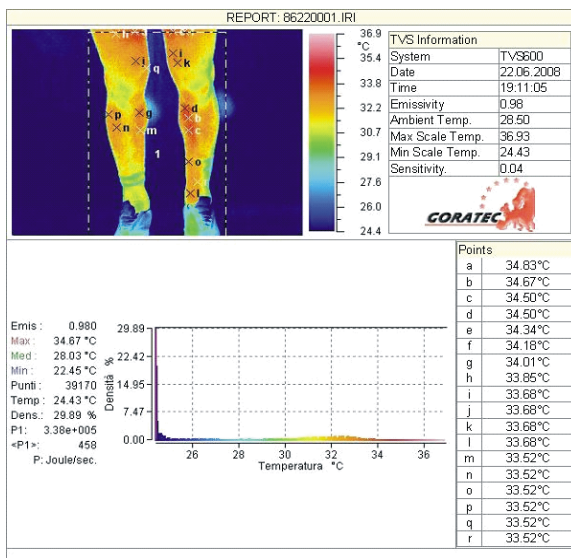 REPORT: 86220001.IRI
h
i
j
q
k
p
g
n
m
d
b
c
1
o
l
36.9
°C
35.4
33.8
32.2
30.7
29.1
27.6
26.0
24.4
TVS Information
System TVS600
Date 22.06.2008
Time 19:11:05
Emissivity 0.98
Ambient Temp. 28.50
Max Scale Temp. 36.93
Min Scale Temp. 24.43
Sensitivity. 0.04
GORATEC
Emis : 0.980
Max : 34.67 °C
Med : 28.03 °C
Min : 22.45 °C
Punti : 39170
Temp : 24.43 °C
Dens.: 29.89 %
P1: 3.38e+005
<P1>: 458
P: Joule/sec.
Densitá %
29.89
22.42
14.95
7.47
0.00
26 28 30 32 34 36
Temperatura °C
Points
a 34.83°C
b 34.67°C
c 34.50°C
d 34.50°C
e 34.34°C
f 34.18°C
g 34.01°C
h 33.85°C
i 33.68°C
j 33.68°C
k 33.68°C
l 33.68°C
m 33.52°C
n 33.52°C
o 33.52°C
p 33.52°C
q 33.52°C
r 33.52°C